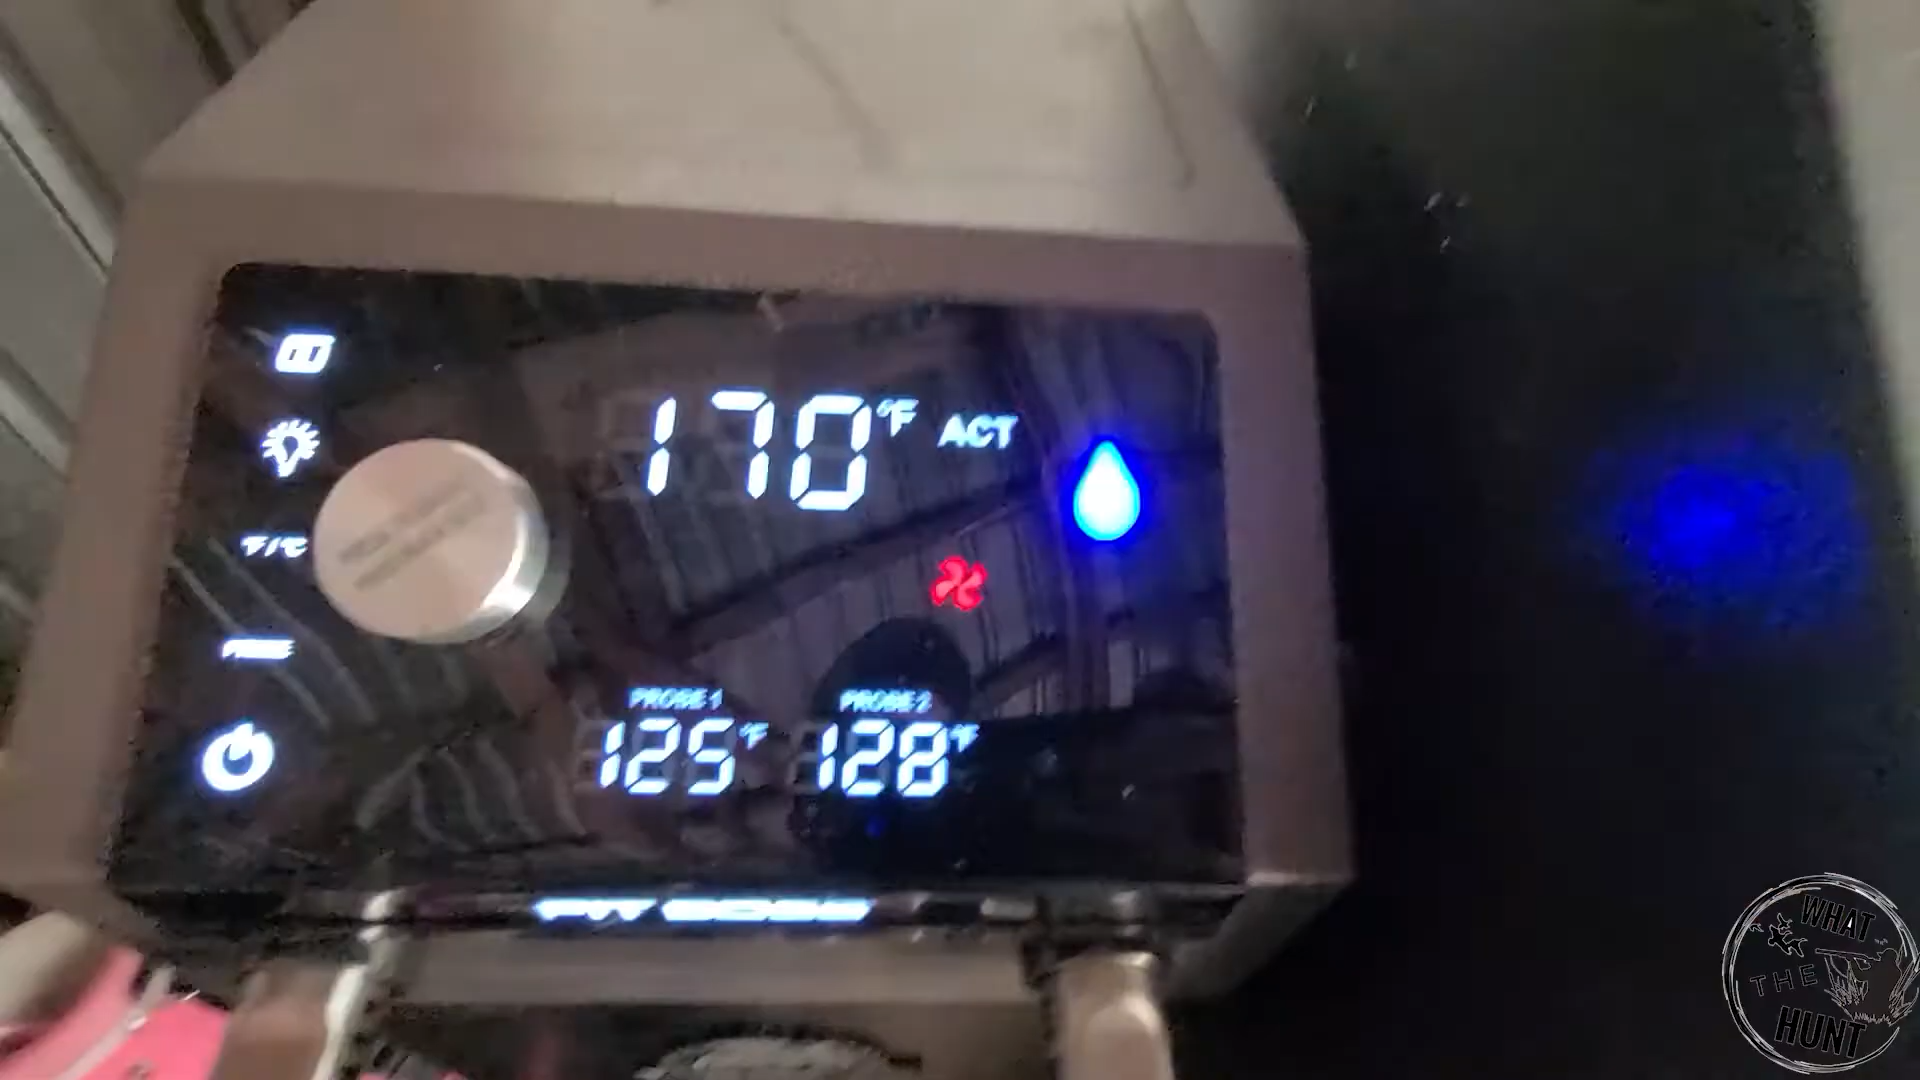 170°F ACT
°F/°C
PROBE 1 PROBE 2
125°F 128°F
WHAT
THE
HUNT